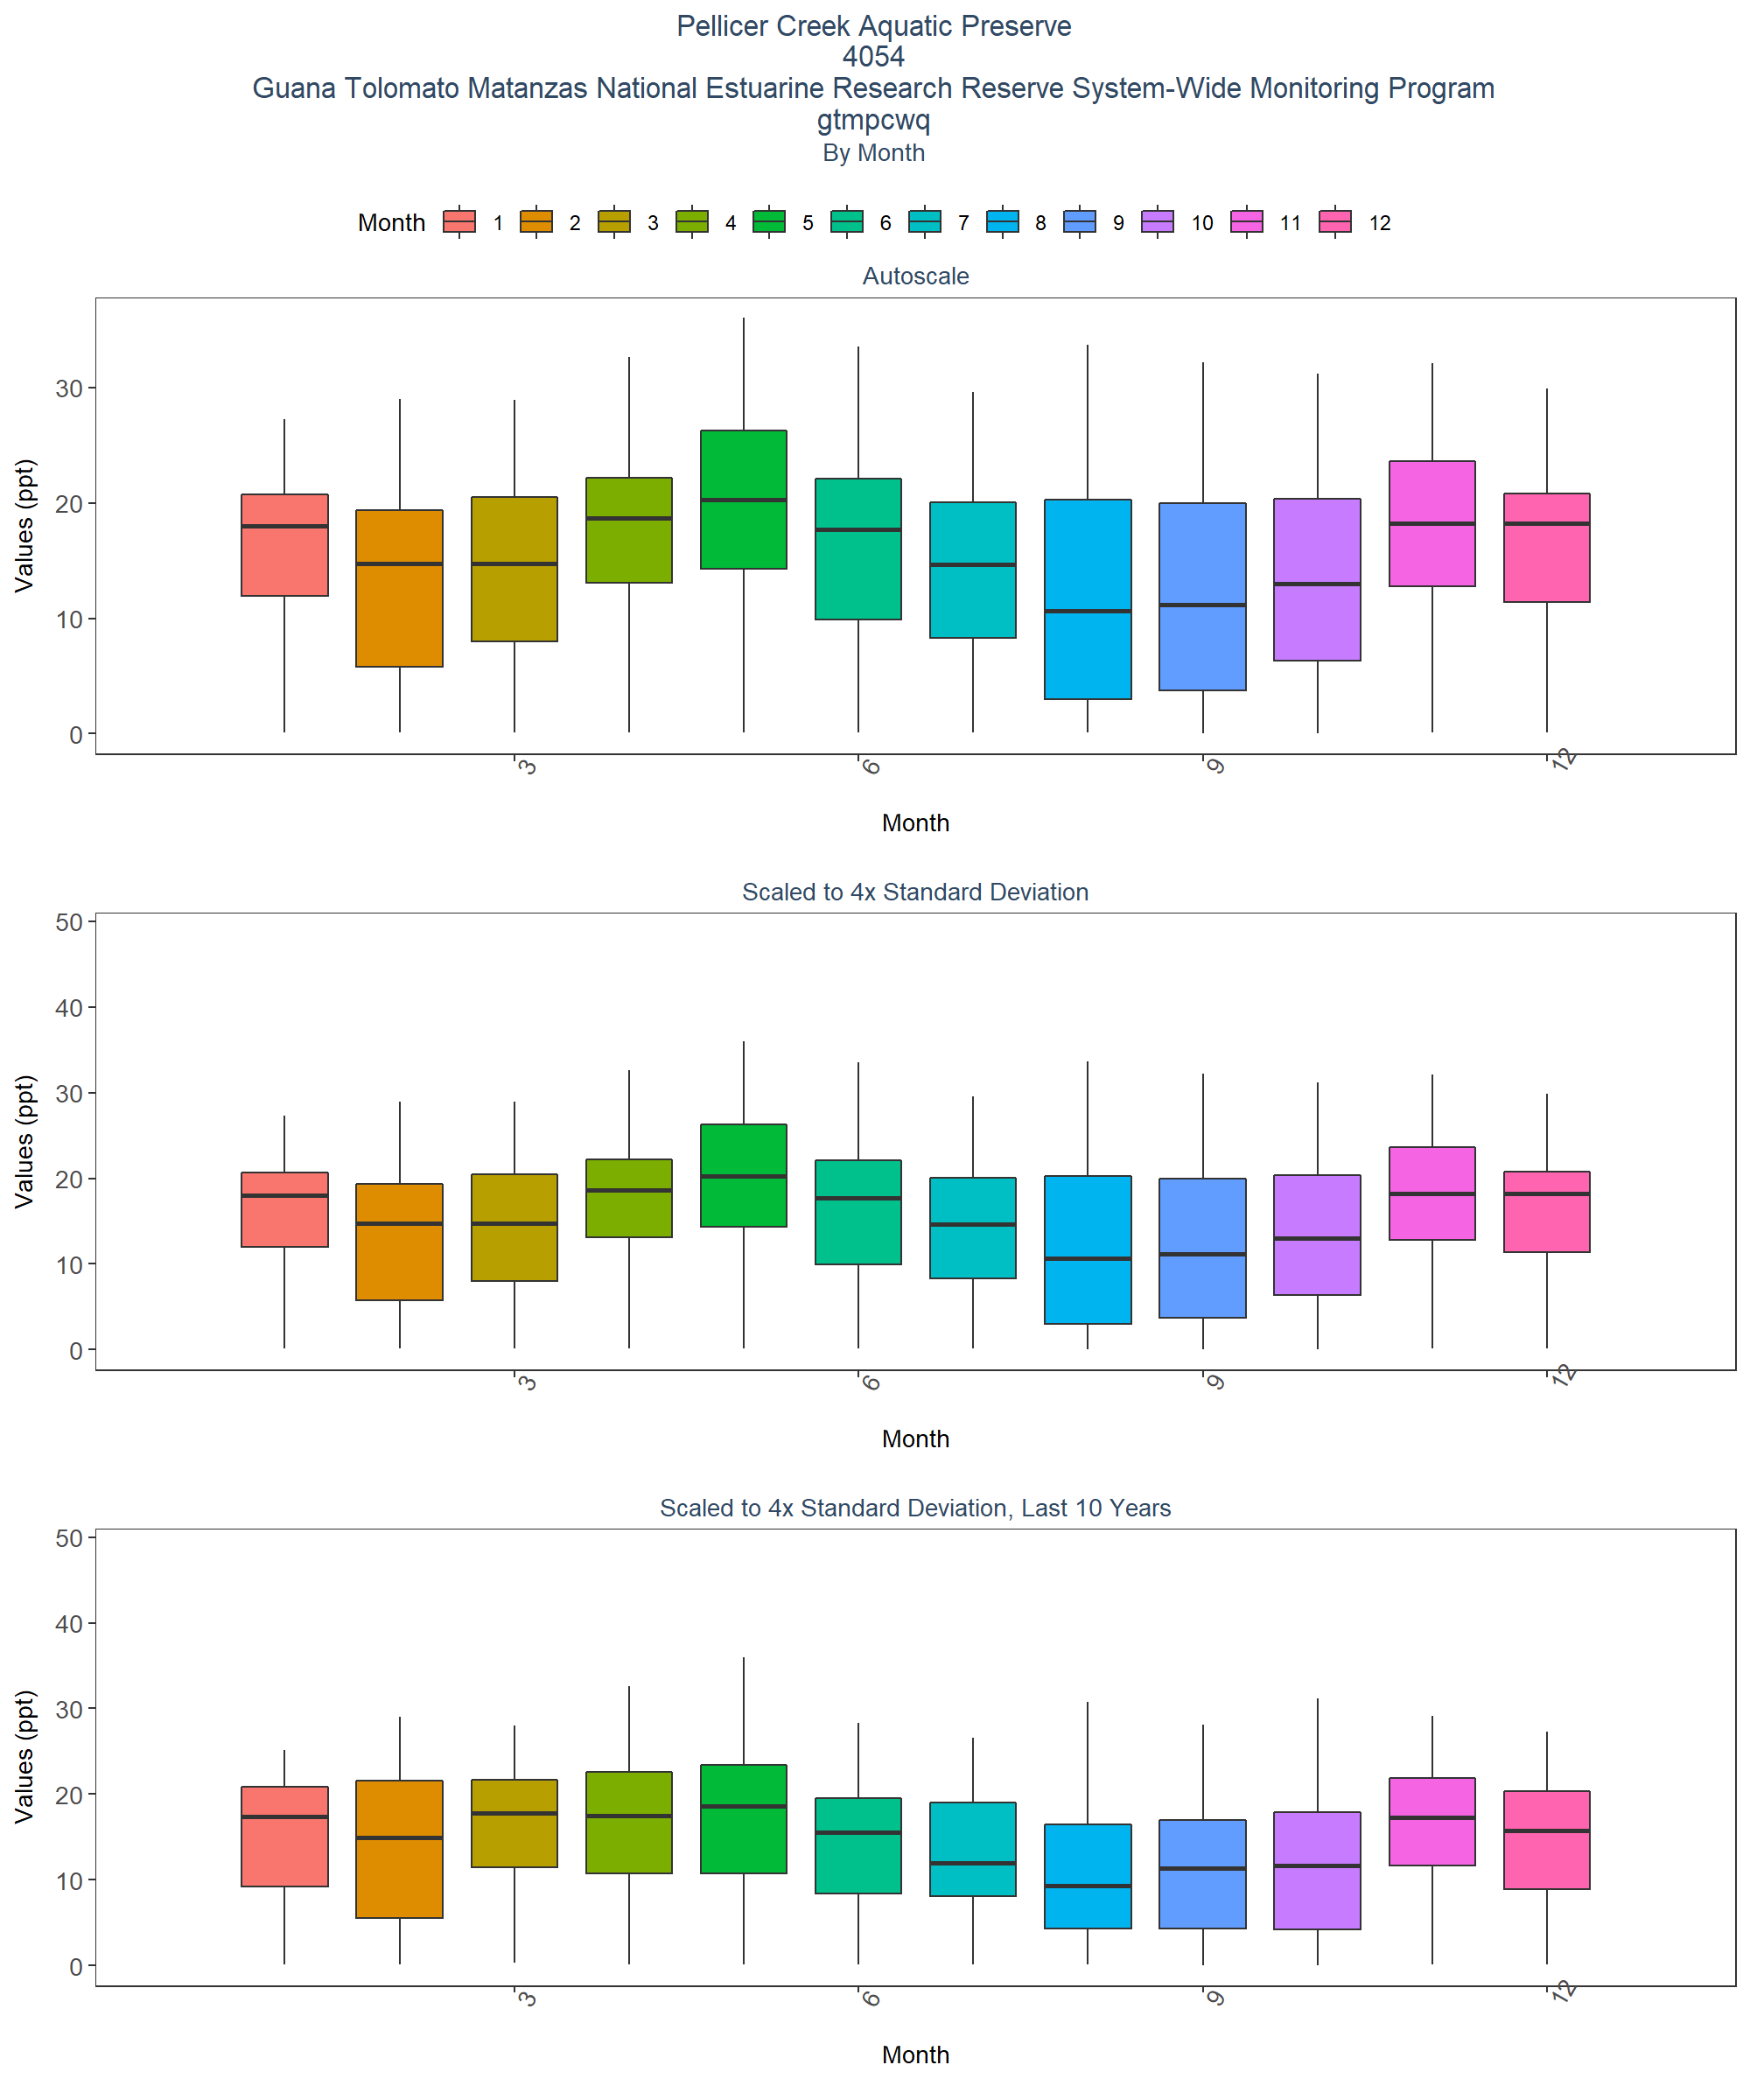 Pellicer Creek Aquatic Preserve
4054
Guana Tolomato Matanzas National Estuarine Research Reserve System-Wide Monitoring Program
gtmpcwq
By Month
Month 1 2 3 4 5 6 7 8 9 10 11 12
Autoscale
Values (ppt)
30
20
10
0
3 6 9 12
Month
Scaled to 4x Standard Deviation
Values (ppt)
50
40
30
20
10
0
3 6 9 12
Month
Scaled to 4x Standard Deviation, Last 10 Years
Values (ppt)
50
40
30
20
10
0
3 6 9 12
Month